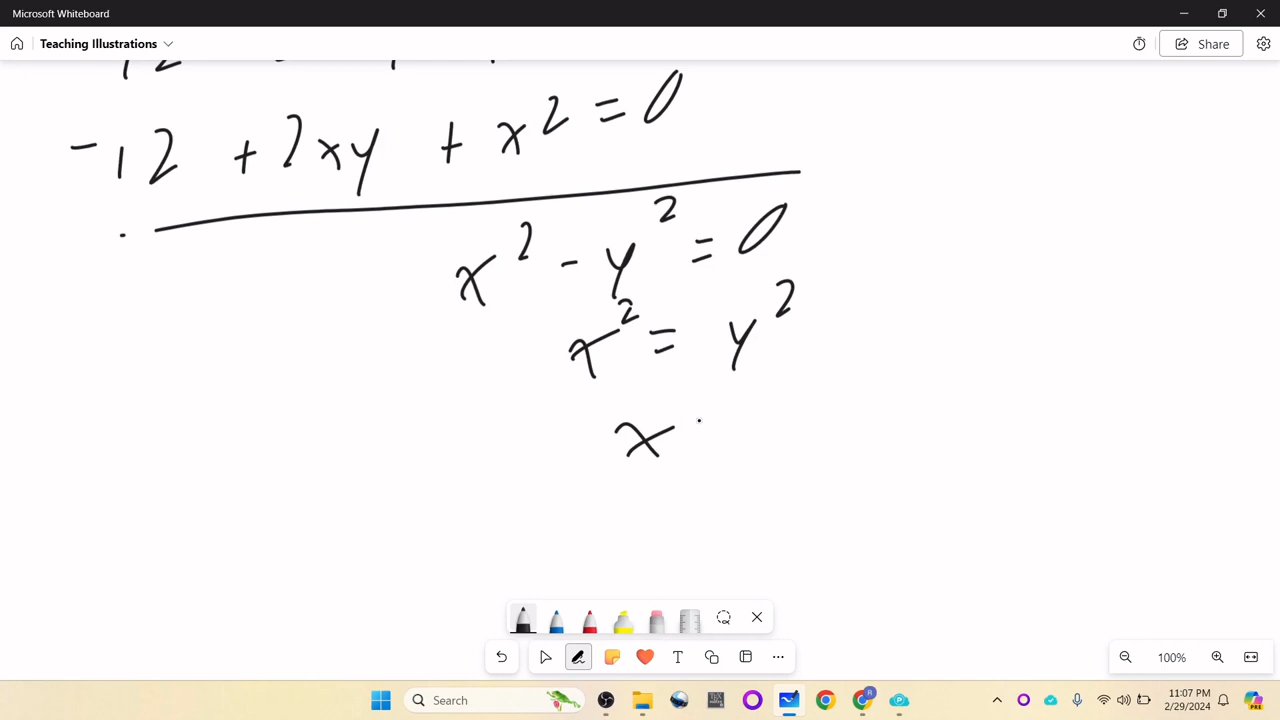 Microsoft Whiteboard
Teaching Illustrations
Share
-12 + 2xy + x² = 0
x² - y² = 0
x² = y²
x
100%
Search
11:07 PM
2/29/2024
PRE